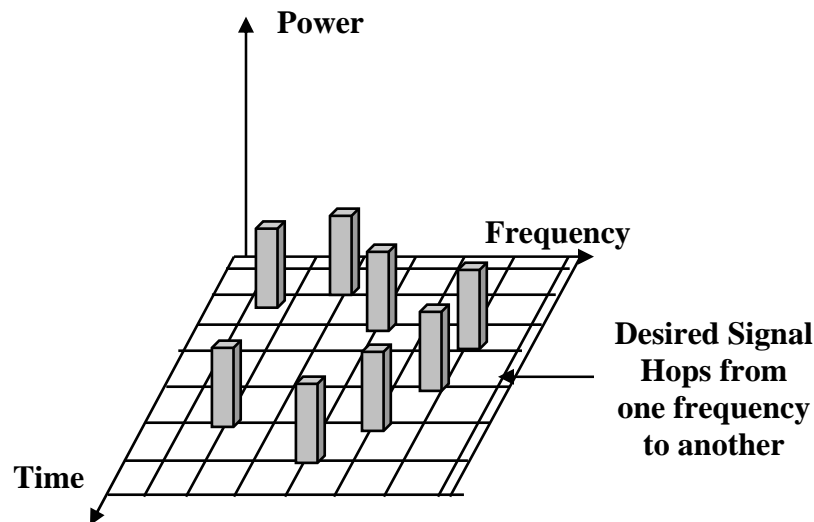 Power
Frequency
Desired Signal
Hops from
one frequency
to another
Time